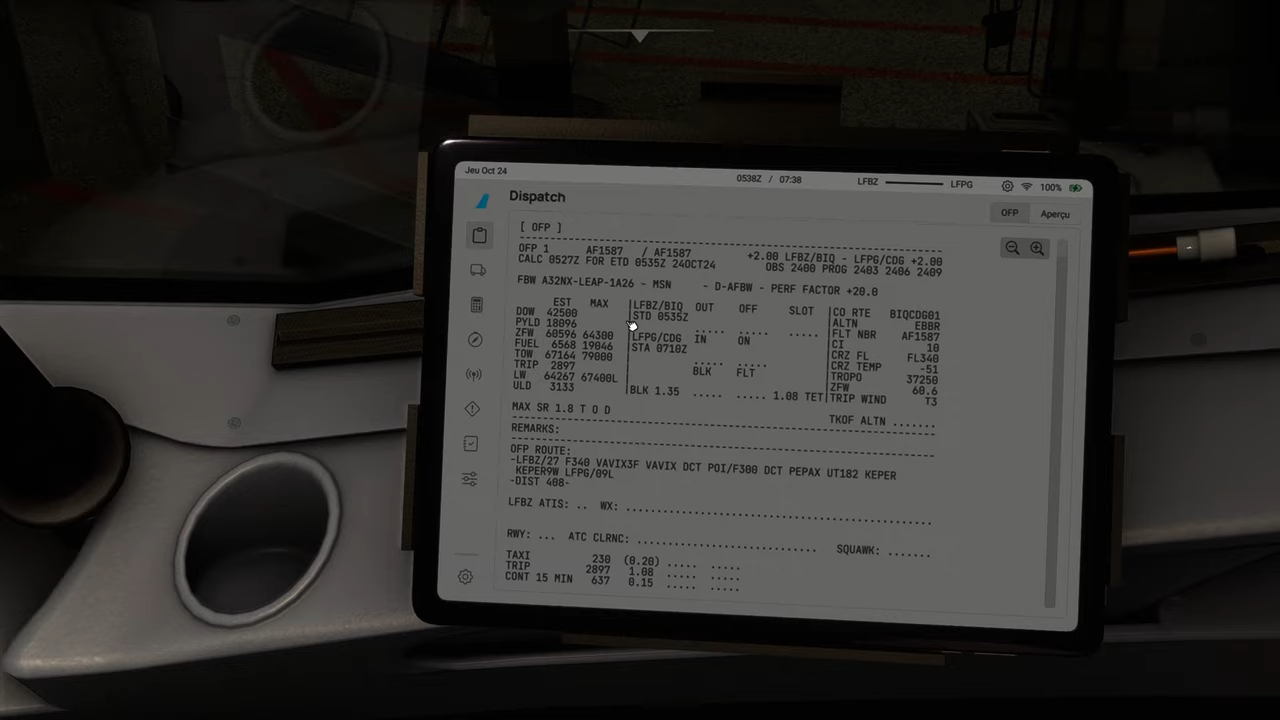 Jeu Oct 24 0538Z / 07:38 LFBZ LFPG 100%
Dispatch OFP Aperçu
[ OFP ]
OFP 1 AF1587 / AF1587 +2.00 LFBZ/BIQ - LFPG/CDG +2.00
CALC 0527Z FOR ETD 0535Z 24OCT24 OBS 2400 PROG 2403 2406 2409
FBW A32NX-LEAP-1A26 - MSN - D-AFBW - PERF FACTOR +20.0
EST MAX |LFBZ/BIQ OUT OFF SLOT |CO RTE BIQCDG01
DOW 42500 |STD 0535Z |ALTN EBBR
PYLD 18096 | ..... ..... ..... |FLT NBR AF1587
ZFW 60596 64300 |LFPG/CDG IN ON |CI 10
FUEL 6568 19046 |STA 0710Z |CRZ FL FL340
TOW 67164 79000 | ..... ..... |CRZ TEMP -51
TRIP 2897 | BLK FLT |TROPO 37250
LW 64267 67400L | |ZFW 60.6
ULD 3133 |BLK 1.35 ..... ..... 1.08 TET|TRIP WIND T3
MAX SR 1.8 T O D TKOF ALTN .......
REMARKS:
OFP ROUTE:
-LFBZ/27 F340 VAVIX3F VAVIX DCT POI/F300 DCT PEPAX UT182 KEPER
KEPER9W LFPG/09L
-DIST 408-
LFBZ ATIS: .. WX: ..................................................
RWY: ... ATC CLRNC: ............................. SQUAWK: .......
TAXI 230 (0.20) ..... .....
TRIP 2897 1.08 ..... .....
CONT 15 MIN 637 0.15 ..... .....